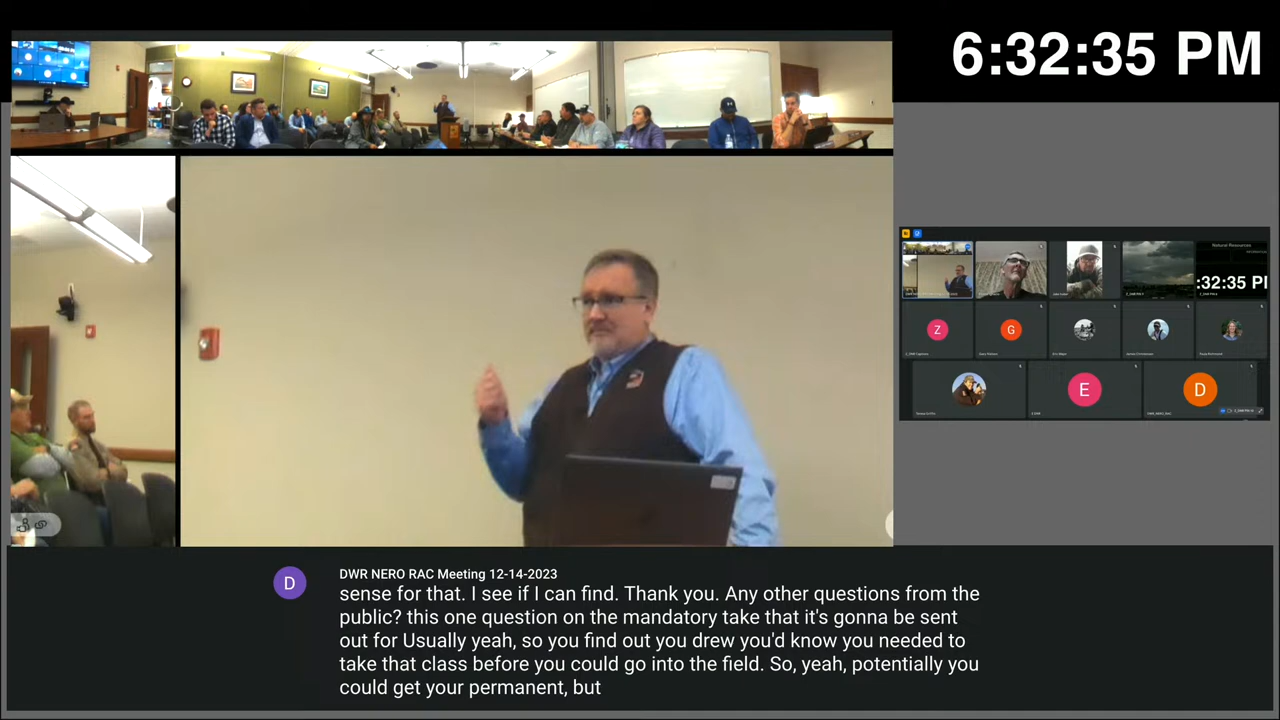 6:32:35 PM
Natural Resources
:32:35 PM
Z
G
E
D
D
DWR NERO RAC Meeting 12-14-2023
sense for that. I see if I can find. Thank you. Any other questions from the
public? this one question on the mandatory take that it's gonna be sent
out for Usually yeah, so you find out you drew you'd know you needed to
take that class before you could go into the field. So, yeah, potentially you
could get your permanent, but